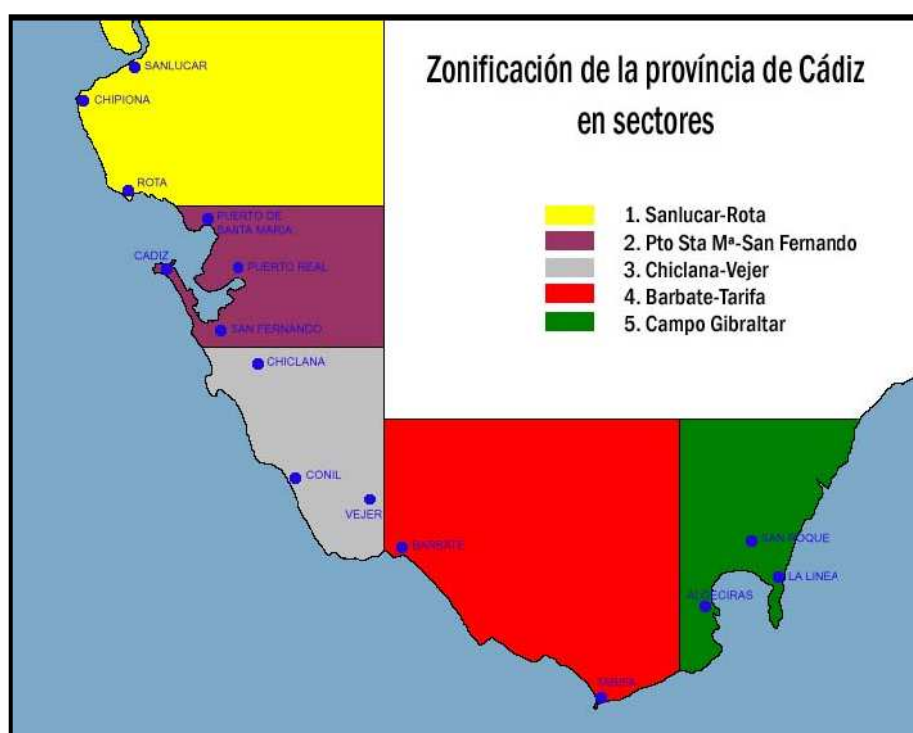 Zonificación de la província de Cádiz
en sectores
1. Sanlucar-Rota
2. Pto Sta Mª-San Fernando
3. Chiclana-Vejer
4. Barbate-Tarifa
5. Campo Gibraltar
SANLUCAR
CHIPIONA
ROTA
PUERTO DE
SANTA MARIA
CADIZ
PUERTO REAL
SAN FERNANDO
CHICLANA
CONIL
VEJER
BARBATE
SAN ROQUE
LA LINEA
ALGECIRAS
TARIFA